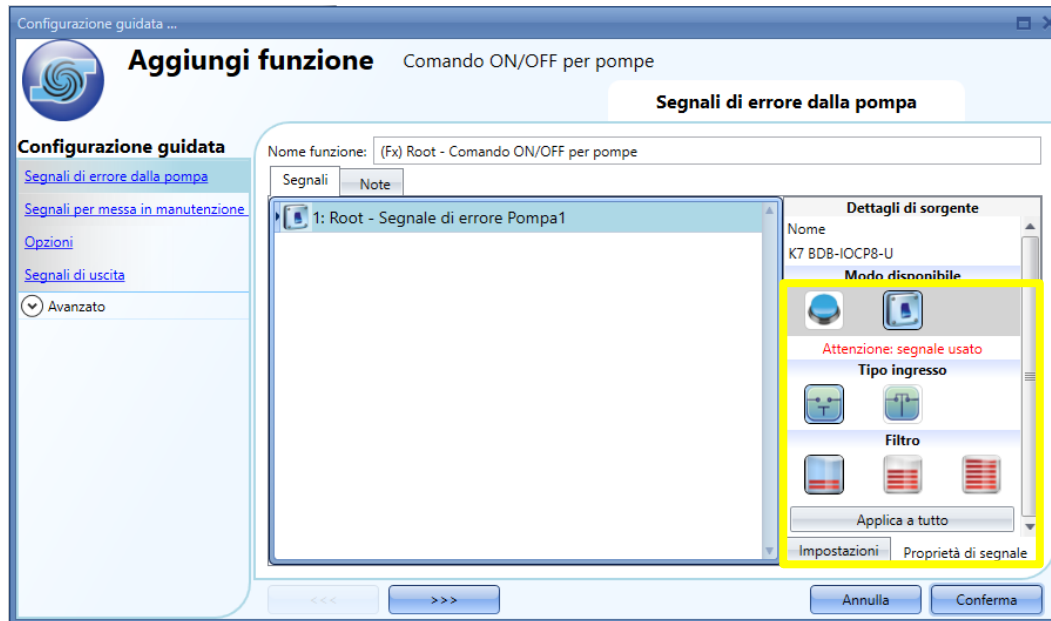 Configurazione guidata ...
Aggiungi funzione Comando ON/OFF per pompe
Segnali di errore dalla pompa
Configurazione guidata
Segnali di errore dalla pompa
Segnali per messa in manutenzione
Opzioni
Segnali di uscita
Avanzato
Nome funzione: (Fx) Root - Comando ON/OFF per pompe
Segnali Note
1: Root - Segnale di errore Pompa1
Dettagli di sorgente
Nome
K7 BDB-IOCP8-U
Modo disponibile
Attenzione: segnale usato
Tipo ingresso
Filtro
Applica a tutto
Impostazioni Proprietà di segnale
<<< >>> Annulla Conferma